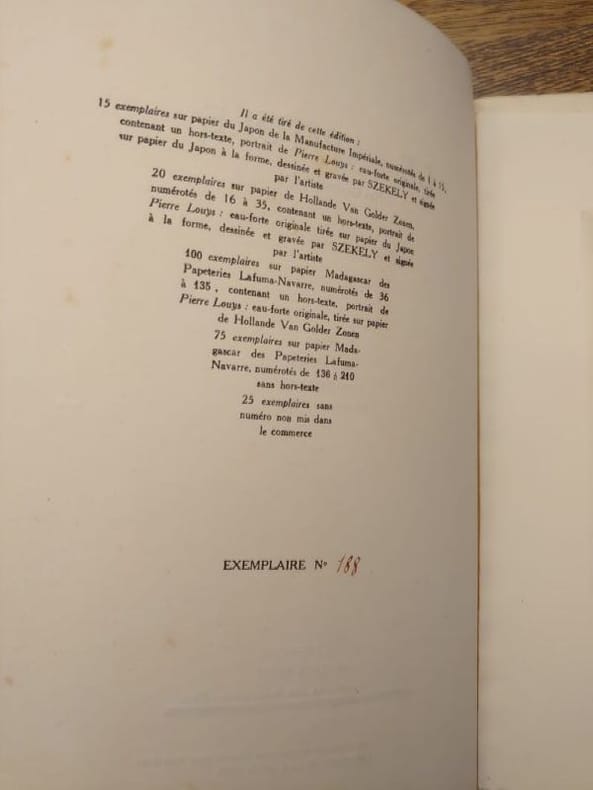 Il a été tiré de cette édition :
15 exemplaires sur papier du Japon de la Manufacture Impériale, numérotés de 1 à 15,
contenant un hors-texte, portrait de Pierre Louys : eau-forte originale, tirée
sur papier du Japon à la forme, dessinée et gravée par SZEKELY et signée
par l'artiste
20 exemplaires sur papier de Hollande Van Golder Zonen,
numérotés de 16 à 35, contenant un hors-texte, portrait de
Pierre Louys : eau-forte originale tirée sur papier du Japon
à la forme, dessinée et gravée par SZEKELY et signée
par l'artiste
100 exemplaires sur papier Madagascar des
Papeteries Lafuma-Navarre, numérotés de 36
à 135, contenant un hors-texte, portrait de
Pierre Louys : eau-forte originale, tirée sur papier
de Hollande Van Golder Zonen
75 exemplaires sur papier Mada-
gascar des Papeteries Lafuma-
Navarre, numérotés de 136 à 210
sans hors-texte
25 exemplaires sans
numéro non mis dans
le commerce
EXEMPLAIRE N° 188